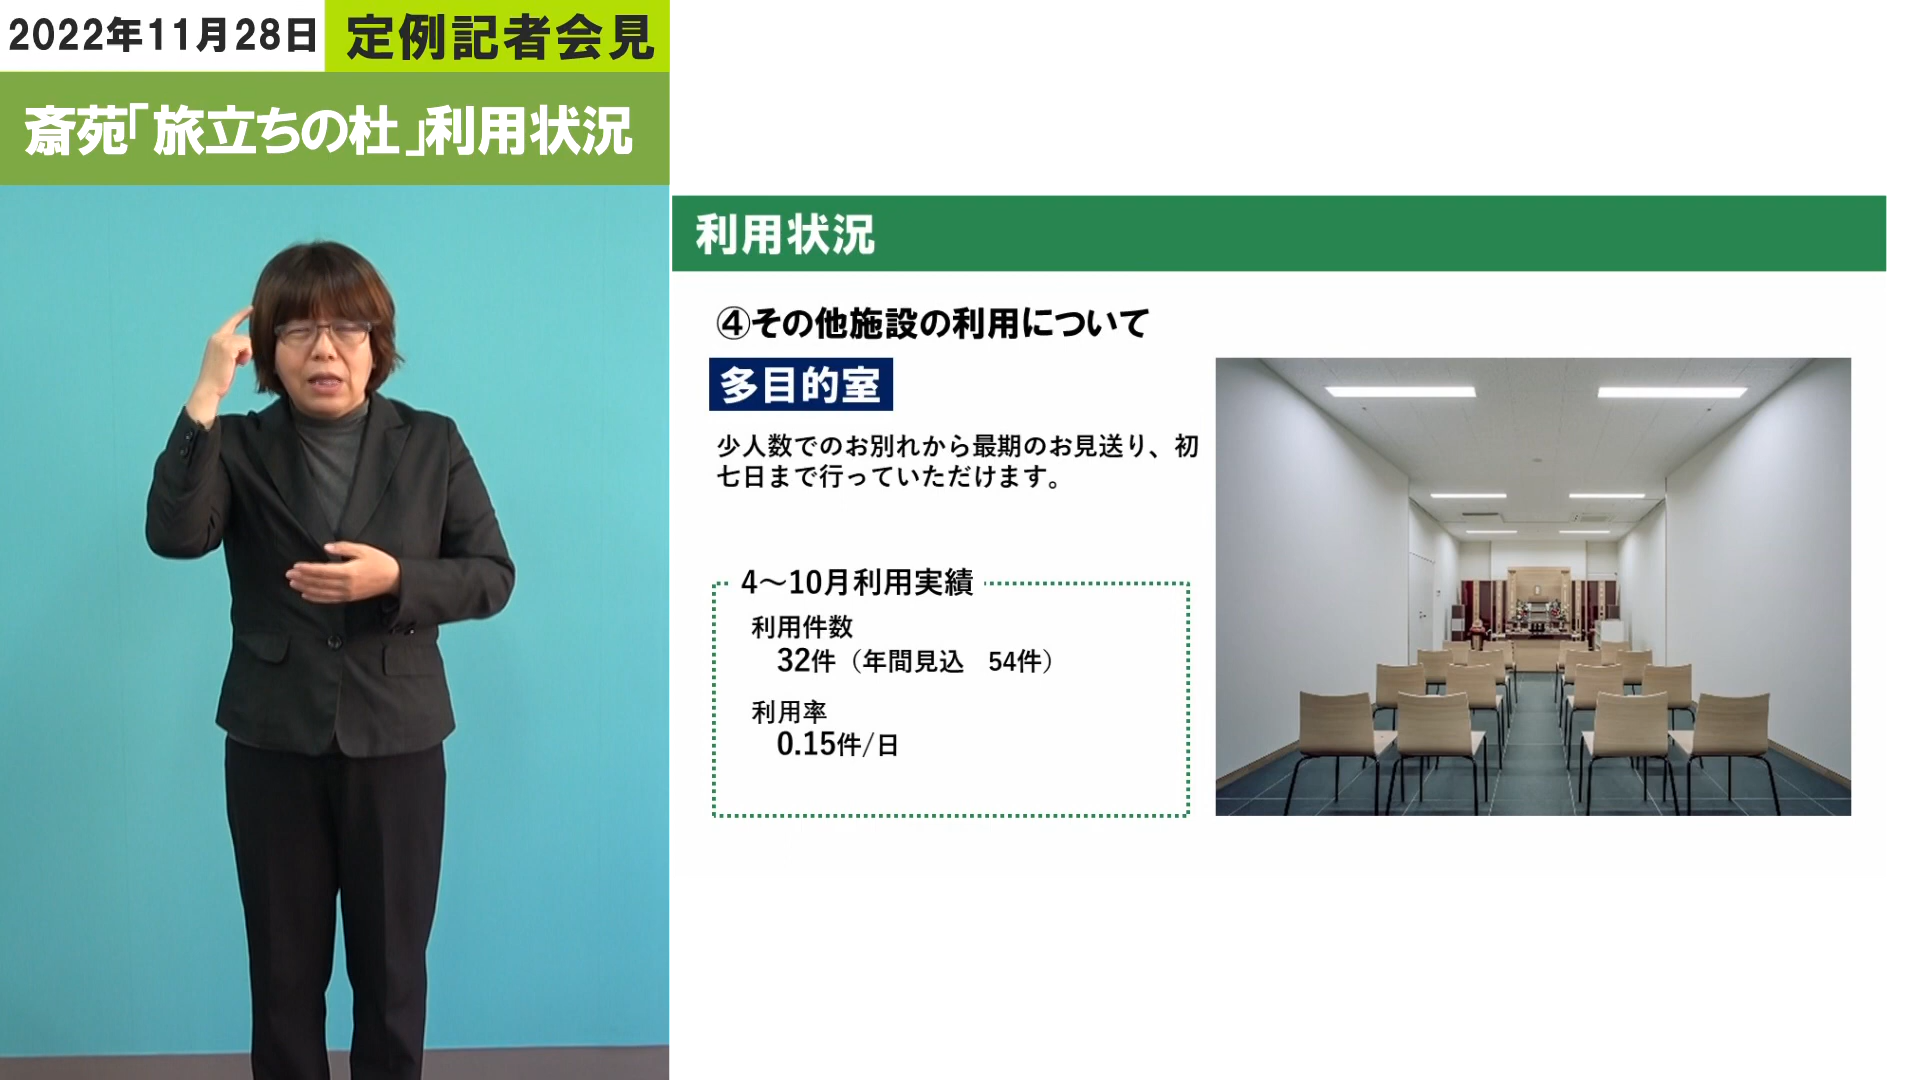 2022年11月28日
定例記者会見
斎苑「旅立ちの杜」利用状況
利用状況
④その他施設の利用について
多目的室
少人数でのお別れから最期のお見送り、初
七日まで行っていただけます。
4～10月利用実績
利用件数
32件（年間見込　54件）
利用率
0.15件/日